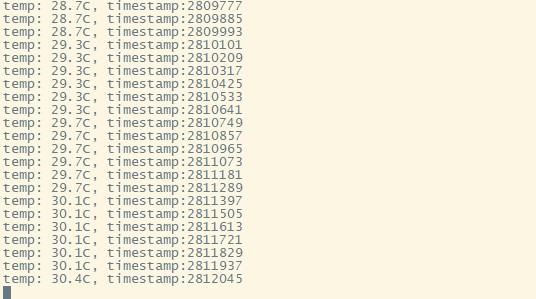 temp: 28.7c, timestamp:2809777
temp: 28.7c, timestamp:2809885
temp: 28.7c, timestamp:2809993
temp: 29.3c, timestamp:2810101
temp: 29.3c, timestamp:2810209
temp: 29.3c, timestamp:2810317
temp: 29.3c, timestamp:2810425
temp: 29.3c, timestamp:2810533
temp: 29.3c, timestamp:2810641
temp: 29.7c, timestamp:2810749
temp: 29.7c, timestamp:2810857
temp: 29.7c, timestamp:2810965
temp: 29.7c, timestamp:2811073
temp: 29.7c, timestamp:2811181
temp: 29.7c, timestamp:2811289
temp: 30.1c, timestamp:2811397
temp: 30.1c, timestamp:2811505
temp: 30.1c, timestamp:2811613
temp: 30.1c, timestamp:2811721
temp: 30.1c, timestamp:2811829
temp: 30.1c, timestamp:2811937
temp: 30.4c, timestamp:2812045